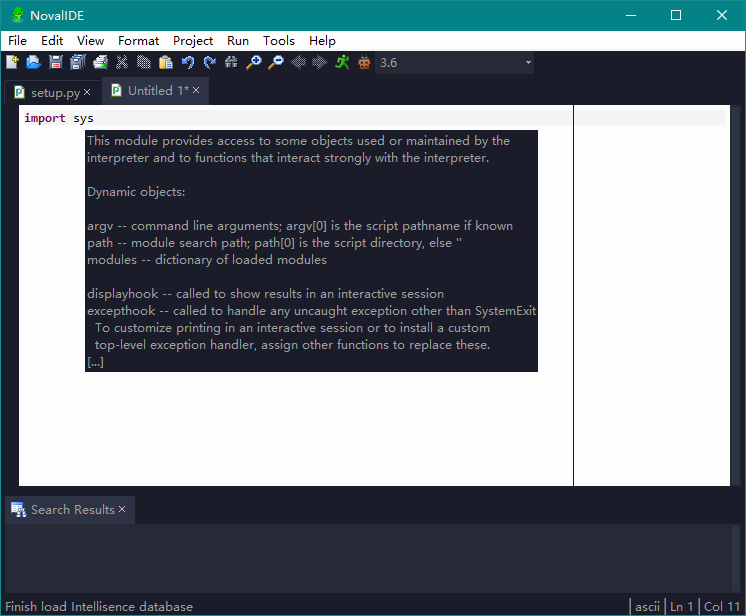 NovalIDE
File Edit View Format Project Run Tools Help
3.6
setup.py × Untitled 1* ×
import sys
This module provides access to some objects used or maintained by the
interpreter and to functions that interact strongly with the interpreter.
Dynamic objects:
argv -- command line arguments; argv[0] is the script pathname if known
path -- module search path; path[0] is the script directory, else ''
modules -- dictionary of loaded modules
displayhook -- called to show results in an interactive session
excepthook -- called to handle any uncaught exception other than SystemExit
To customize printing in an interactive session or to install a custom
top-level exception handler, assign other functions to replace these.
[...]
Search Results ×
Finish load Intellisence database ascii Ln 1 Col 11